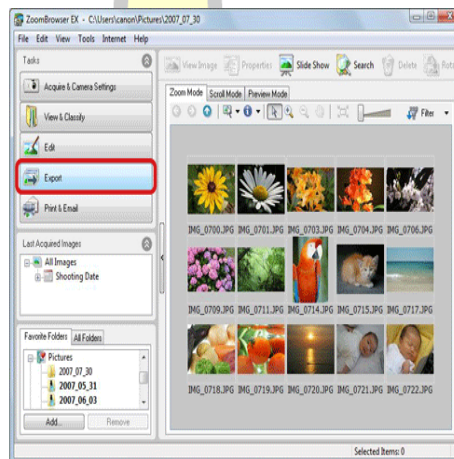 ZoomBrowser EX - C:\Users\canon\Pictures\2007_07_30
File Edit View Tools Internet Help
Tasks
Acquire & Camera Settings
View & Classify
Edit
Export
Print & Email
Last Acquired Images
All Images
Shooting Date
Favorite Folders All Folders
Pictures
2007_07_30
2007_05_31
2007_06_03
Add... Remove
View Image Properties Slide Show Search Delete Rota
Zoom Mode Scroll Mode Preview Mode
Filter
IMG_0700.JPG IMG_0701.JPG IMG_0703.JPG IMG_0704.JPG IMG_0706.JPG
IMG_0709.JPG IMG_0711.JPG IMG_0714.JPG IMG_0715.JPG IMG_0717.JPG
IMG_0718.JPG IMG_0719.JPG IMG_0720.JPG IMG_0721.JPG IMG_0722.JPG
Selected Items: 0